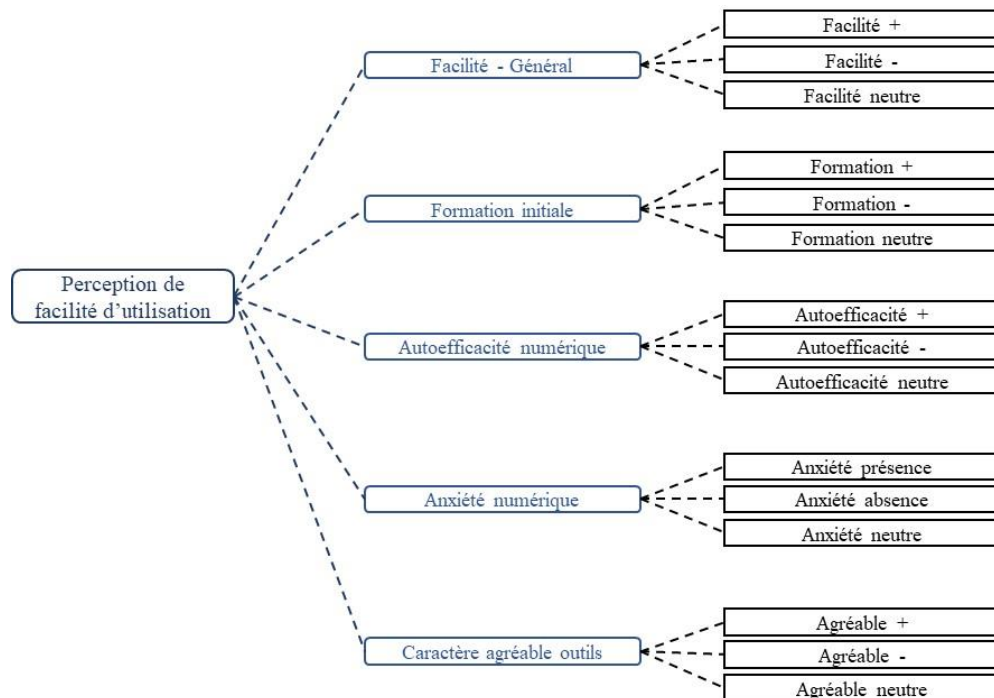 Perception de
facilité d'utilisation
Facilité - Général
Facilité +
Facilité -
Facilité neutre
Formation initiale
Formation +
Formation -
Formation neutre
Autoefficacité numérique
Autoefficacité +
Autoefficacité -
Autoefficacité neutre
Anxiété numérique
Anxiété présence
Anxiété absence
Anxiété neutre
Caractère agréable outils
Agréable +
Agréable -
Agréable neutre